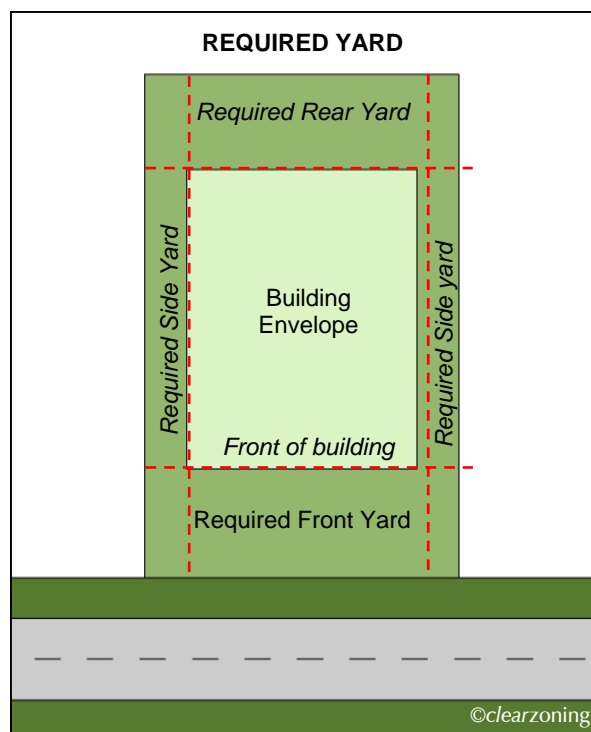 REQUIRED YARD
Required Rear Yard
Required Side Yard
Building
Envelope
Required Side yard
Front of building
Required Front Yard
©clearzoning